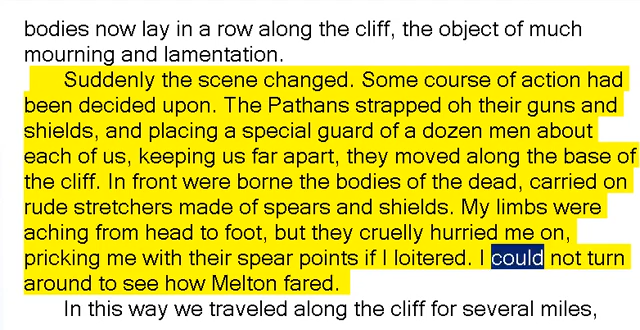 bodies now lay in a row along the cliff, the object of much
mourning and lamentation.
Suddenly the scene changed. Some course of action had
been decided upon. The Pathans strapped oh their guns and
shields, and placing a special guard of a dozen men about
each of us, keeping us far apart, they moved along the base of
the cliff. In front were borne the bodies of the dead, carried on
rude stretchers made of spears and shields. My limbs were
aching from head to foot, but they cruelly hurried me on,
pricking me with their spear points if I loitered. I could not turn
around to see how Melton fared.
In this way we traveled along the cliff for several miles,